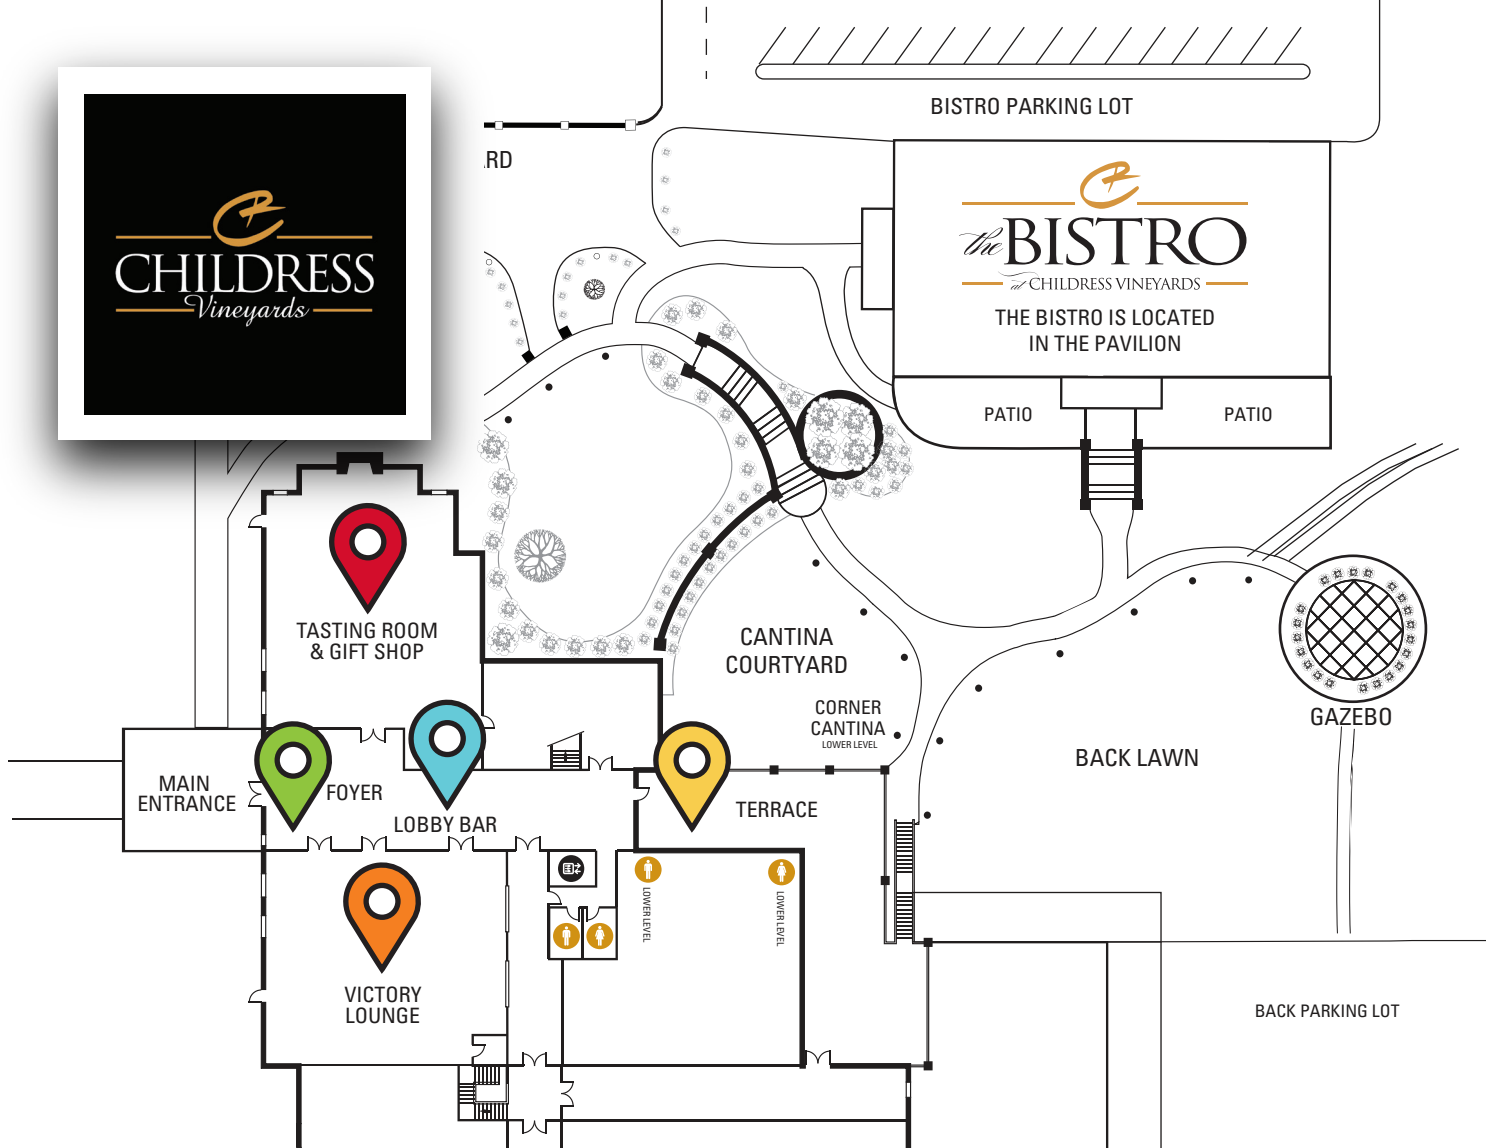 BISTRO PARKING LOT
RD
CHILDRESS
Vineyards
the BISTRO
at CHILDRESS VINEYARDS
THE BISTRO IS LOCATED
IN THE PAVILION
PATIO
PATIO
TASTING ROOM
& GIFT SHOP
CANTINA
COURTYARD
CORNER
CANTINA
LOWER LEVEL
GAZEBO
BACK LAWN
MAIN
ENTRANCE
FOYER
LOBBY BAR
TERRACE
LOWER LEVEL
LOWER LEVEL
VICTORY
LOUNGE
BACK PARKING LOT